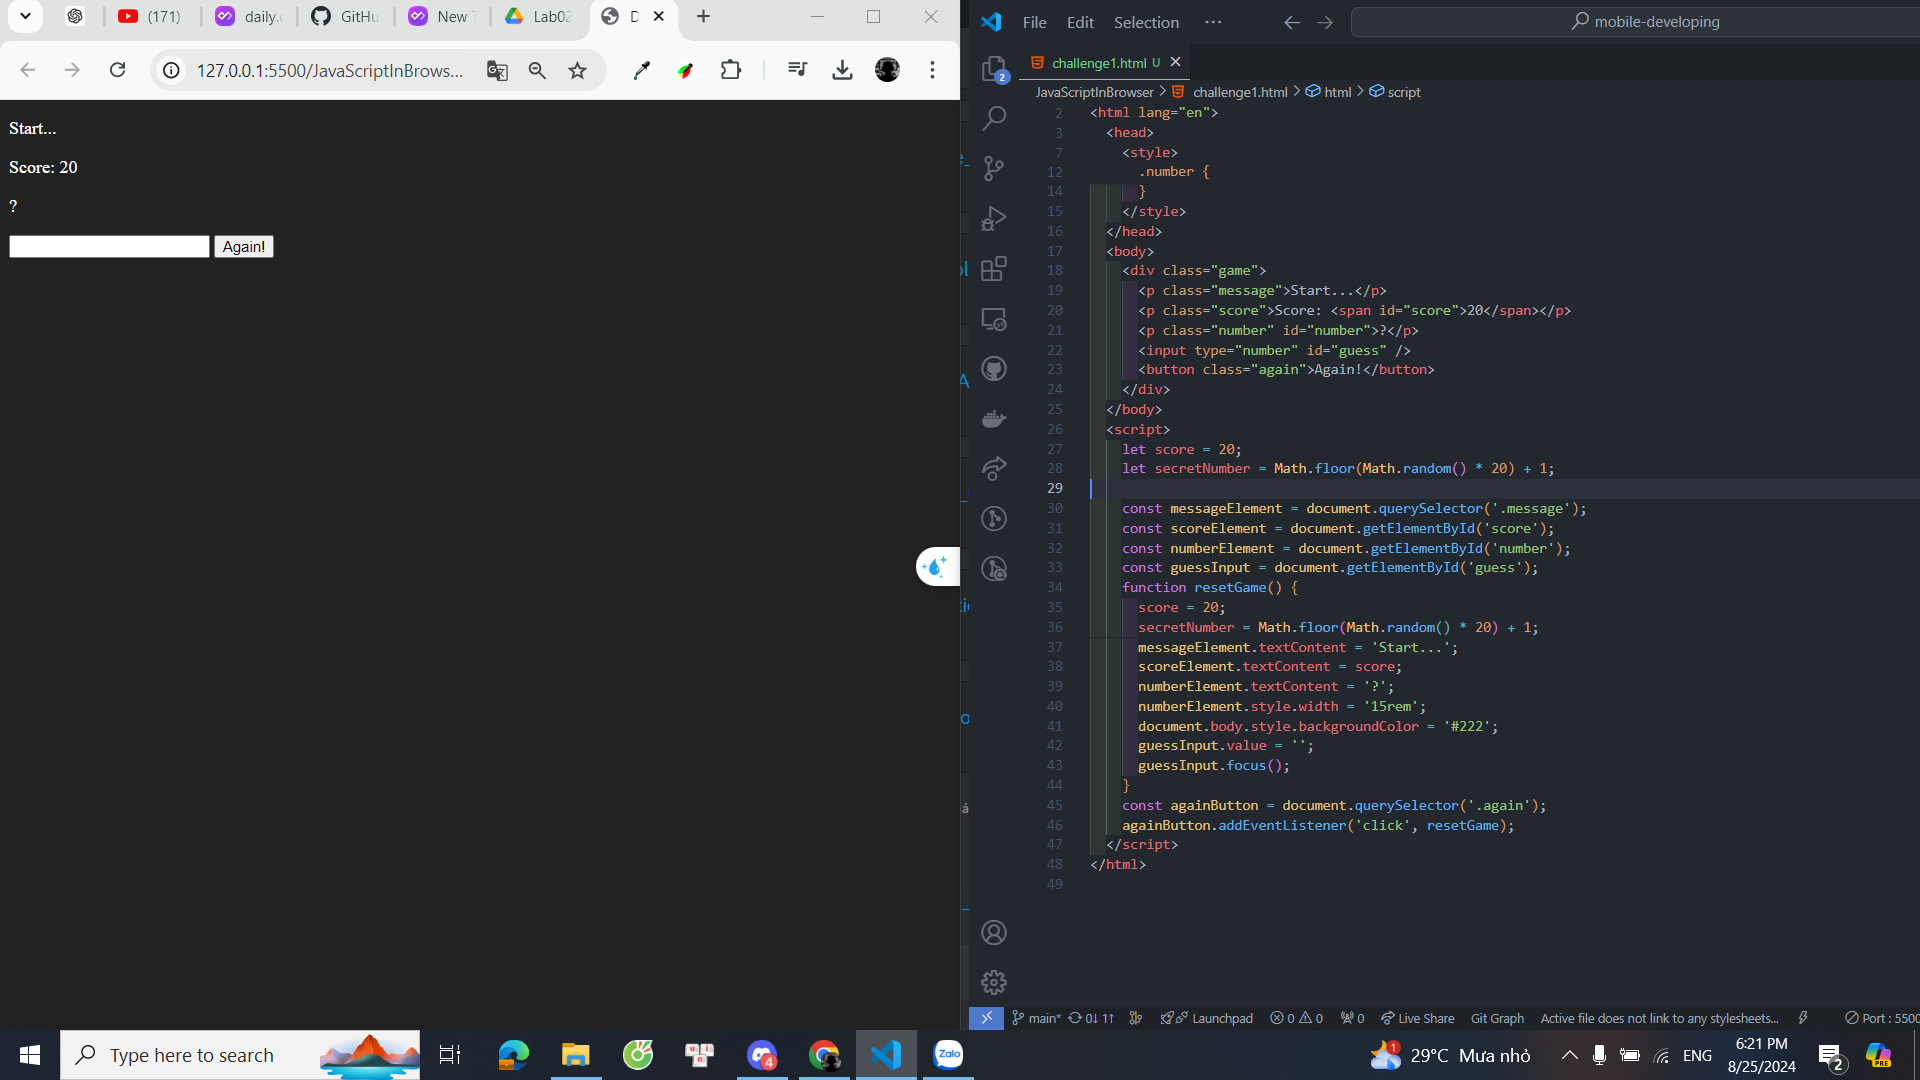 (171)
daily.
GitHu
New
Lab02
D
127.0.0.1:5500/JavaScriptInBrows...
Start...
Score: 20
?
Again!
File Edit Selection ...
mobile-developing
2
challenge1.html U
JavaScriptInBrowser > challenge1.html > html > script
2 <html lang="en">
3 <head>
7 <style>
12 .number {
14 }
15 </style>
16 </head>
17 <body>
18 <div class="game">
19 <p class="message">Start...</p>
20 <p class="score">Score: <span id="score">20</span></p>
21 <p class="number" id="number">?</p>
22 <input type="number" id="guess" />
23 <button class="again">Again!</button>
24 </div>
25 </body>
26 <script>
27 let score = 20;
28 let secretNumber = Math.floor(Math.random() * 20) + 1;
29
30 const messageElement = document.querySelector('.message');
31 const scoreElement = document.getElementById('score');
32 const numberElement = document.getElementById('number');
33 const guessInput = document.getElementById('guess');
34 function resetGame() {
35 score = 20;
36 secretNumber = Math.floor(Math.random() * 20) + 1;
37 messageElement.textContent = 'Start...';
38 scoreElement.textContent = score;
39 numberElement.textContent = '?';
40 numberElement.style.width = '15rem';
41 document.body.style.backgroundColor = '#222';
42 guessInput.value = '';
43 guessInput.focus();
44 }
45 const againButton = document.querySelector('.again');
46 againButton.addEventListener('click', resetGame);
47 </script>
48 </html>
49
main* 0↓ 1↑ Launchpad 0 0 0 Live Share Git Graph Active file does not link to any stylesheets... Port : 5500
Type here to search
4
Zalo
1
29°C Mưa nhỏ
ENG
6:21 PM
8/25/2024
2
PRE